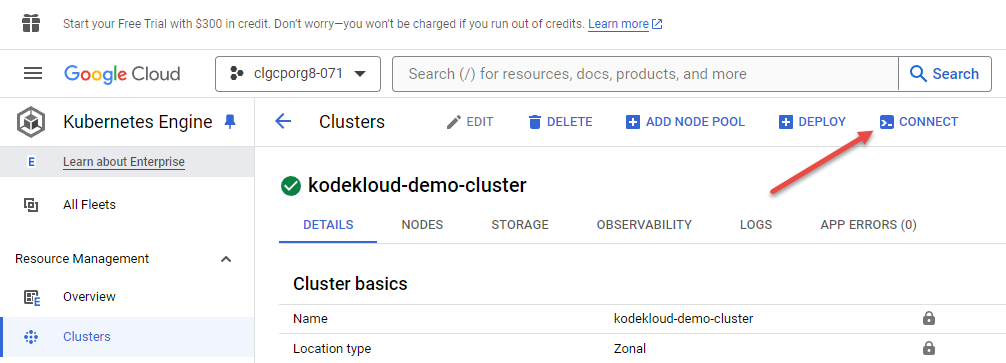 Start your Free Trial with $300 in credit. Don't worry—you won't be charged if you run out of credits. Learn more
Google Cloud
clgcporg8-071
Search (/) for resources, docs, products, and more
Search
Kubernetes Engine
Clusters
EDIT
DELETE
ADD NODE POOL
DEPLOY
CONNECT
E
Learn about Enterprise
All Fleets
Resource Management
E
Overview
Clusters
kodekloud-demo-cluster
DETAILS
NODES
STORAGE
OBSERVABILITY
LOGS
APP ERRORS (0)
Cluster basics
Name kodekloud-demo-cluster
Location type Zonal